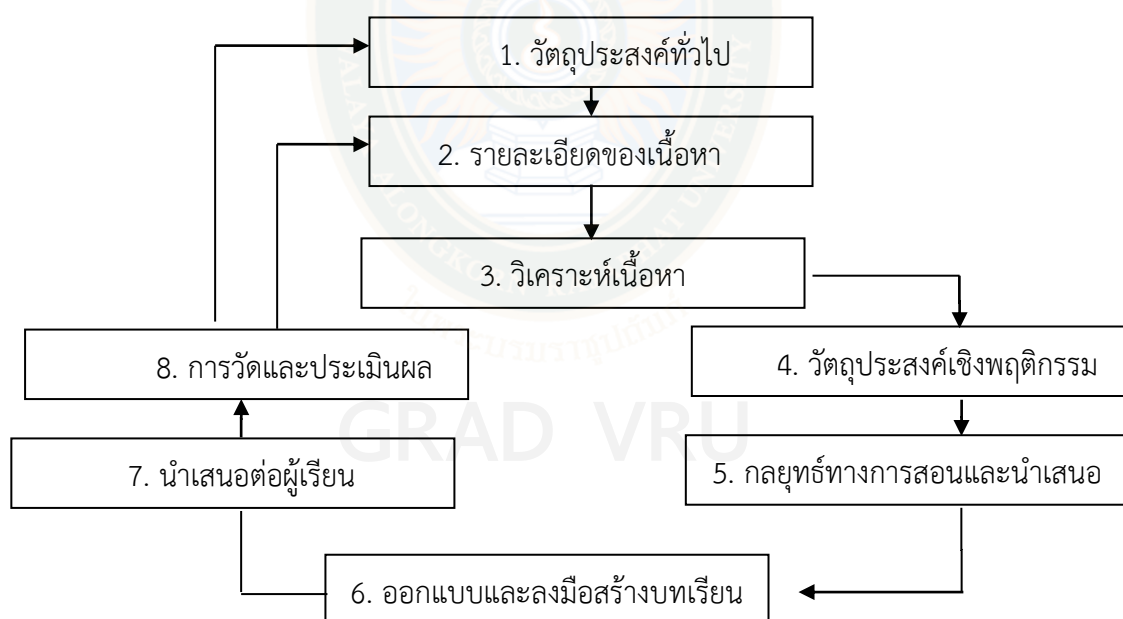 1. วัตถุประสงค์ทั่วไป
2. รายละเอียดของเนื้อหา
3. วิเคราะห์เนื้อหา
8. การวัดและประเมินผล
4. วัตถุประสงค์เชิงพฤติกรรม
GRAD VRU
7. นำเสนอต่อผู้เรียน
5. กลยุทธ์ทางการสอนและนำเสนอ
6. ออกแบบและลงมือสร้างบทเรียน